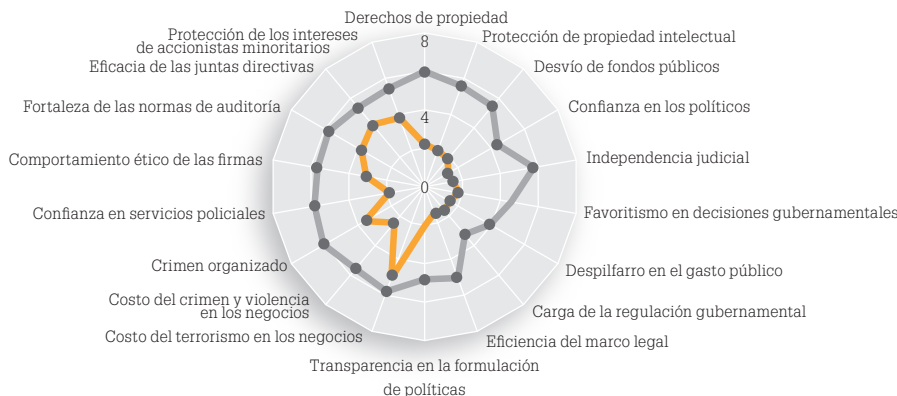 Derechos de propiedad
Protección de propiedad intelectual
Desvío de fondos públicos
Confianza en los políticos
Independencia judicial
Favoritismo en decisiones gubernamentales
Despilfarro en el gasto público
Carga de la regulación gubernamental
Eficiencia del marco legal
Transparencia en la formulación
de políticas
Costo del terrorismo en los negocios
Costo del crimen y violencia
en los negocios
Crimen organizado
Confianza en servicios policiales
Comportamiento ético de las firmas
Fortaleza de las normas de auditoría
Eficacia de las juntas directivas
Protección de los intereses
de accionistas minoritarios
8
4
0